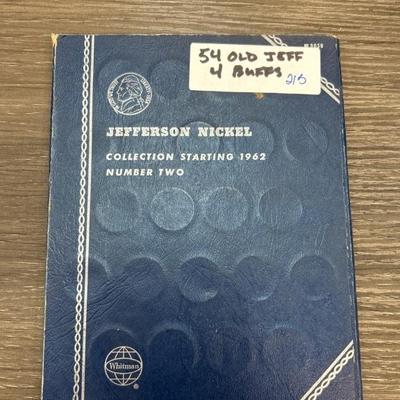 54 OLD JEFF
4 BUFFS 215
JEFFERSON NICKEL
COLLECTION STARTING 1962
NUMBER TWO
Whitman